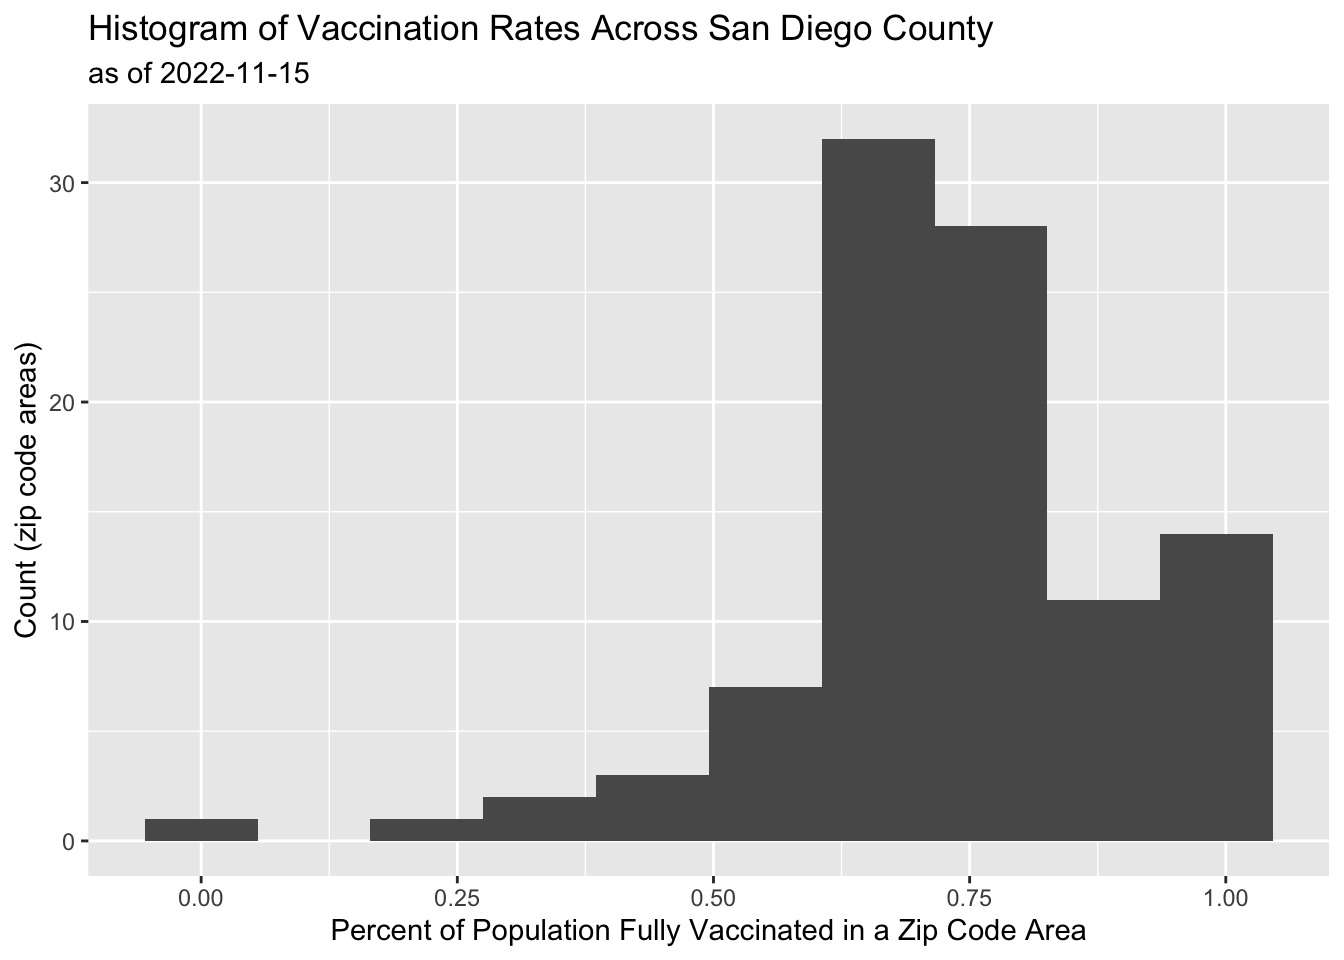 Histogram of Vaccination Rates Across San Diego County
as of 2022-11-15
30
20
10
0
Count (zip code areas)
0.00 0.25 0.50 0.75 1.00
Percent of Population Fully Vaccinated in a Zip Code Area